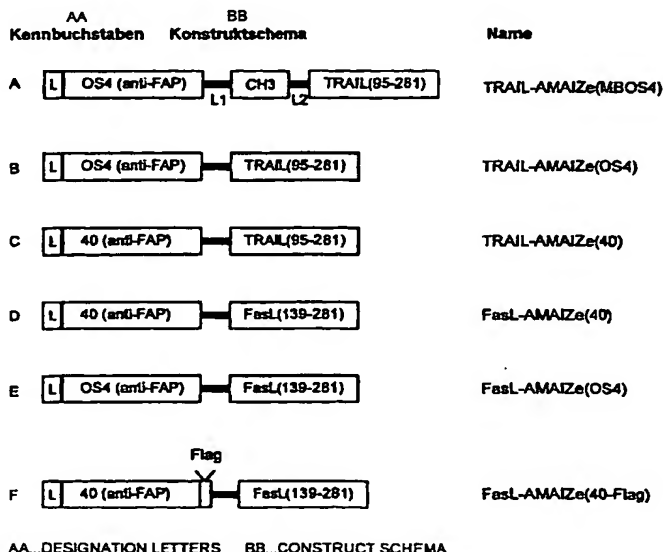 AA BB
Kennbuchstaben Konstruktschema Name
A L OS4 (anti-FAP) L1 CH3 L2 TRAIL(95-281) TRAIL-AMAIZe(MBOS4)
B L OS4 (anti-FAP) TRAIL(95-281) TRAIL-AMAIZe(OS4)
C L 40 (anti-FAP) TRAIL(95-281) TRAIL-AMAIZe(40)
D L 40 (anti-FAP) FasL(139-281) FasL-AMAIZe(40)
E L OS4 (anti-FAP) FasL(139-281) FasL-AMAIZe(OS4)
Flag
F L 40 (anti-FAP) FasL(139-281) FasL-AMAIZe(40-Flag)
AA...DESIGNATION LETTERS BB...CONSTRUCT SCHEMA